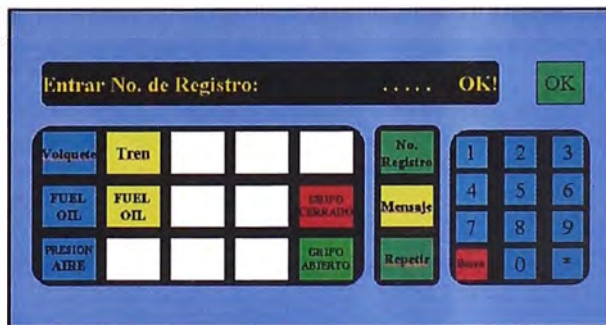 Entrar No. de Registro: ..... OK!
OK
Volquete
Tren
FUEL
OIL
FUEL
OIL
GRIFO
CERRADO
PRESION
AIRE
GRIFO
ABIERTO
No.
Registro
Mensaje
Repetir
1 2 3
4 5 6
7 8 9
Borra 0 *